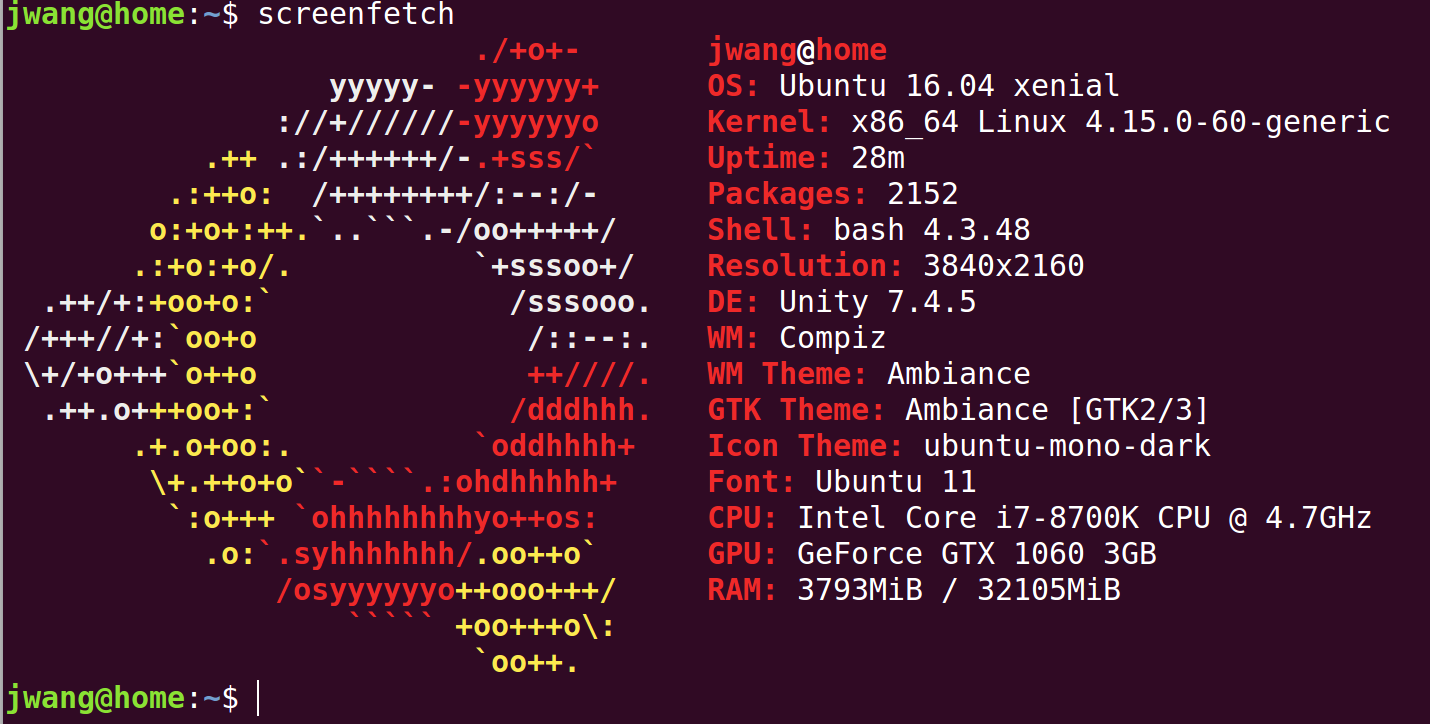 jwang@home:~$ screenfetch
                          ./+o+-       jwang@home
                  yyyyy- -yyyyyy+      OS: Ubuntu 16.04 xenial
               ://+//////-yyyyyyo      Kernel: x86_64 Linux 4.15.0-60-generic
           .++ .:/++++++/-.+sss/`      Uptime: 28m
         .:++o:  /++++++++/:--:/-      Packages: 2152
        o:+o+:++.`..```.-/oo+++++/     Shell: bash 4.3.48
       .:+o:+o/.          `+sssoo+/    Resolution: 3840x2160
  .++/+:+oo+o:`             /sssooo.   DE: Unity 7.4.5
 /+++//+:`oo+o               /::--:.   WM: Compiz
 \+/+o+++`o++o               ++////.   WM Theme: Ambiance
  .++.o+++oo+:`             /dddhhh.   GTK Theme: Ambiance [GTK2/3]
       .+.o+oo:.          `oddhhhh+    Icon Theme: ubuntu-mono-dark
        \+.++o+o``-````.:ohdhhhhh+     Font: Ubuntu 11
         `:o+++ `ohhhhhhhhyo++os:      CPU: Intel Core i7-8700K CPU @ 4.7GHz
           .o:`.syhhhhhhh/.oo++o`      GPU: GeForce GTX 1060 3GB
               /osyyyyyyo++ooo+++/     RAM: 3793MiB / 32105MiB
                   ````` +oo+++o\:
                          `oo++.
jwang@home:~$